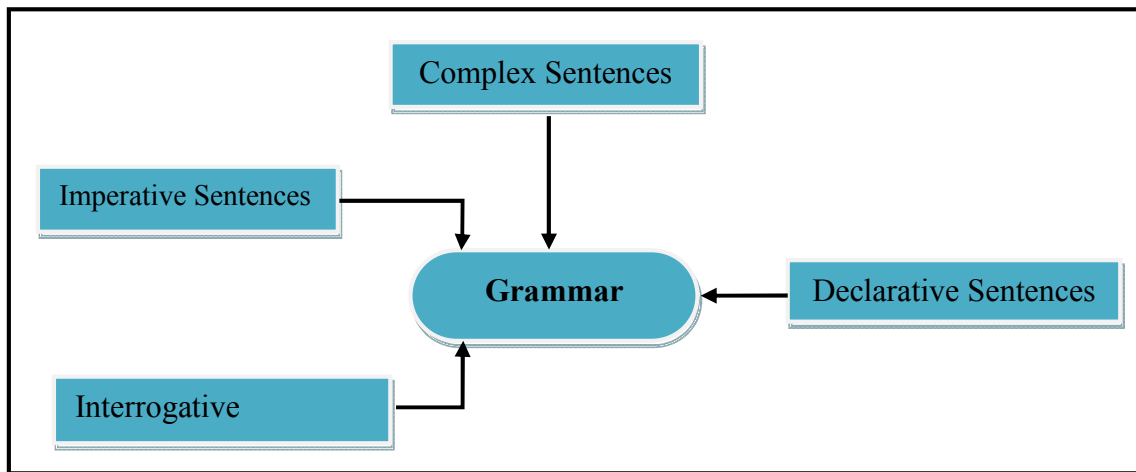 Complex Sentences
Imperative Sentences
Grammar
Declarative Sentences
Interrogative